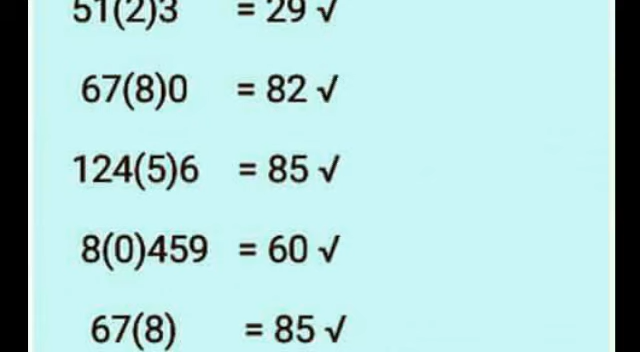 51(2)3 = 29 √
67(8)0 = 82 √
124(5)6 = 85 √
8(0)459 = 60 √
67(8) = 85 √